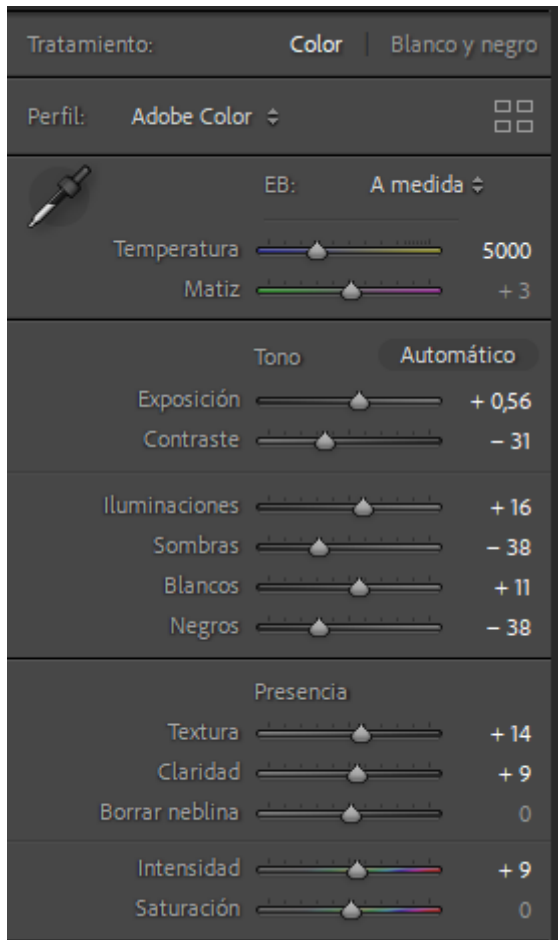 Tratamiento: Color Blanco y negro
Perfil: Adobe Color
EB: A medida
Temperatura 5000
Matiz + 3
Tono Automático
Exposición + 0,56
Contraste – 31
Iluminaciones + 16
Sombras – 38
Blancos + 11
Negros – 38
Presencia
Textura + 14
Claridad + 9
Borrar neblina 0
Intensidad + 9
Saturación 0